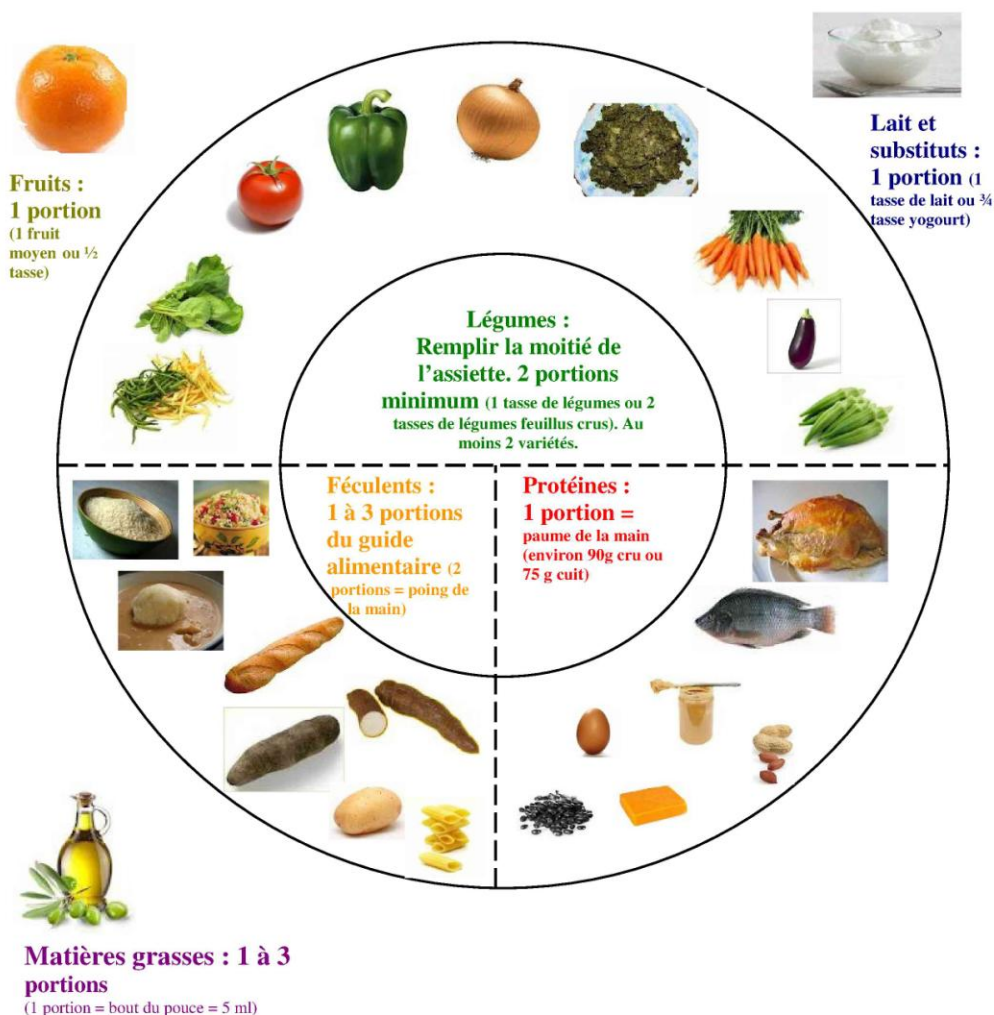 Fruits :
1 portion
(1 fruit
moyen ou ½
tasse)
Lait et
substituts :
1 portion (1
tasse de lait ou ¾
tasse yogourt)
Légumes :
Remplir la moitié de
l’assiette. 2 portions
minimum (1 tasse de légumes ou 2
tasses de légumes feuillus crus). Au
moins 2 variétés.
Féculents :
1 à 3 portions
du guide
alimentaire (2
portions = poing de
la main)
Protéines :
1 portion =
paume de la main
(environ 90g cru ou
75 g cuit)
Matières grasses : 1 à 3
portions
(1 portion = bout du pouce = 5 ml)